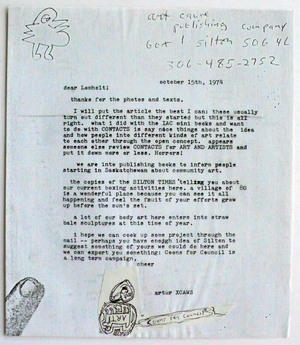 art cave
publishing company
Box 1 Silton S0G 4L
306-485-2752
october 15th, 1974
dear Lomholt;
thanks for the photos and texts.
I will put the article the best I can: these usually
turn out different than they started but this is all
right. what i did with the LLC mini books and want
to do with CONTACTS is say nice things about the idea
and how people into different kinds of art relate
to each other through the open concept. appears
someone else review CONTACTS for ART AND ARTISTS and
put it down more or less. Horrors!
we are into publishing books to inform people
starting in Saskatchewan about community art.
the copies of the SILTON TIMES telling you about
our current boxing activities here. a village of 80
is a wonderful place because you can see it all
happening and feel the fruit of your efforts grow
up before the sun's set.
a lot of our body art here enters into straw
bale sculptures at this time of year.
I hope we can cook up some project through the
mail -- perhaps you have enough idea of Silton to
suggest something of yours we could do here and
we can expect you something: Coens for Council is
a long term campaign,
cheer
artur XCAWS